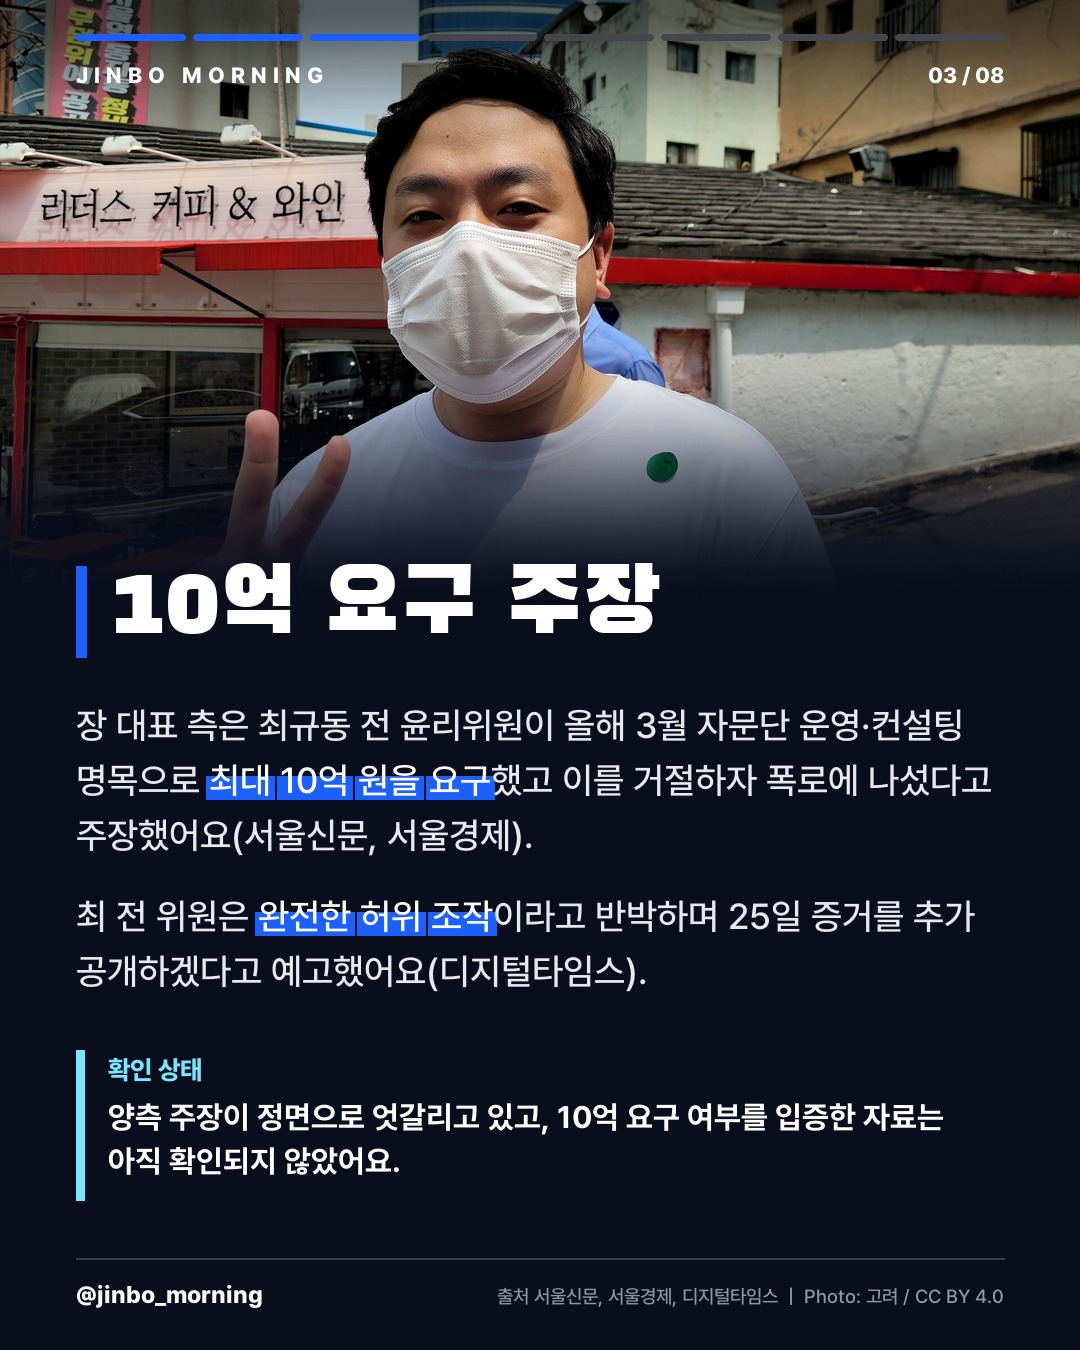 JINBO MORNING
03 / 08
리더스 커피 & 와인
10억 요구 주장
장 대표 측은 최규동 전 윤리위원이 올해 3월 자문단 운영·컨설팅
명목으로 최대 10억 원을 요구했고 이를 거절하자 폭로에 나섰다고
주장했어요(서울신문, 서울경제).
최 전 위원은 완전한 허위 조작이라고 반박하며 25일 증거를 추가
공개하겠다고 예고했어요(디지털타임스).
확인 상태
양측 주장이 정면으로 엇갈리고 있고, 10억 요구 여부를 입증한 자료는
아직 확인되지 않았어요.
@jinbo_morning
출처 서울신문, 서울경제, 디지털타임스 | Photo: 고려 / CC BY 4.0